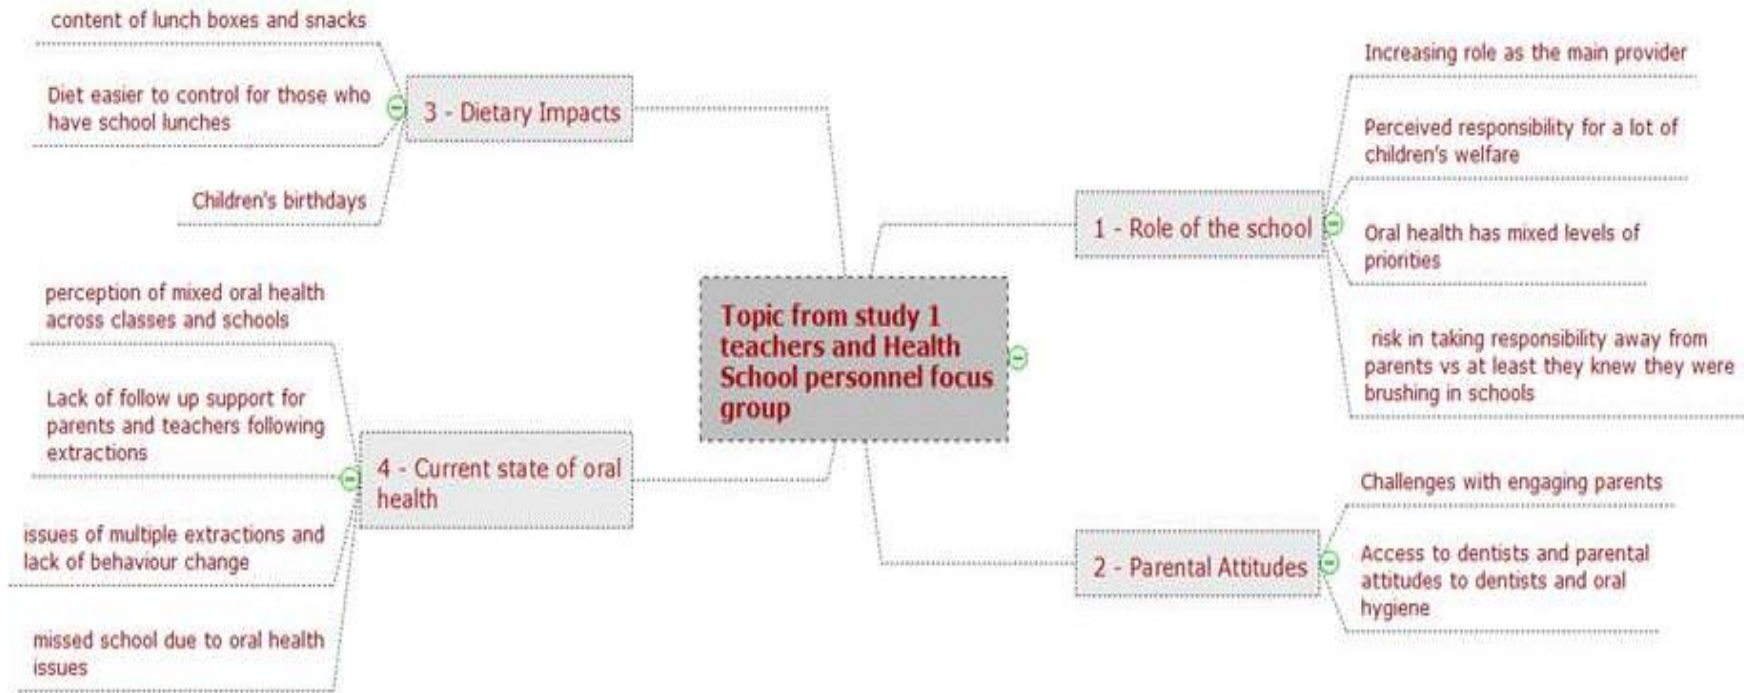 Topic from study 1
teachers and Health
School personnel focus
group
1 - Role of the school
Increasing role as the main provider
Perceived responsibility for a lot of
children's welfare
Oral health has mixed levels of
priorities
risk in taking responsibility away from
parents vs at least they knew they were
brushing in schools
2 - Parental Attitudes
Challenges with engaging parents
Access to dentists and parental
attitudes to dentists and oral
hygiene
3 - Dietary Impacts
content of lunch boxes and snacks
Diet easier to control for those who
have school lunches
Children's birthdays
4 - Current state of oral
health
perception of mixed oral health
across classes and schools
Lack of follow up support for
parents and teachers following
extractions
issues of multiple extractions and
lack of behaviour change
missed school due to oral health
issues